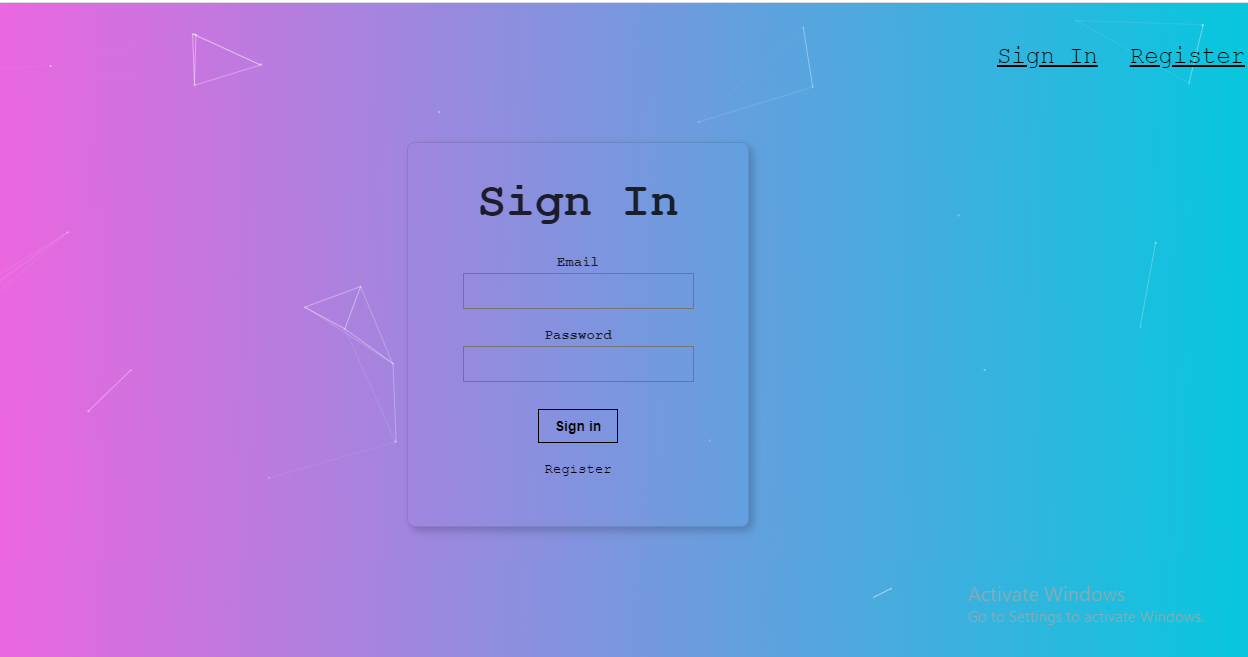 Sign In Register
Sign In
Email
Password
Sign in
Register
Activate Windows
Go to Settings to activate Windows.